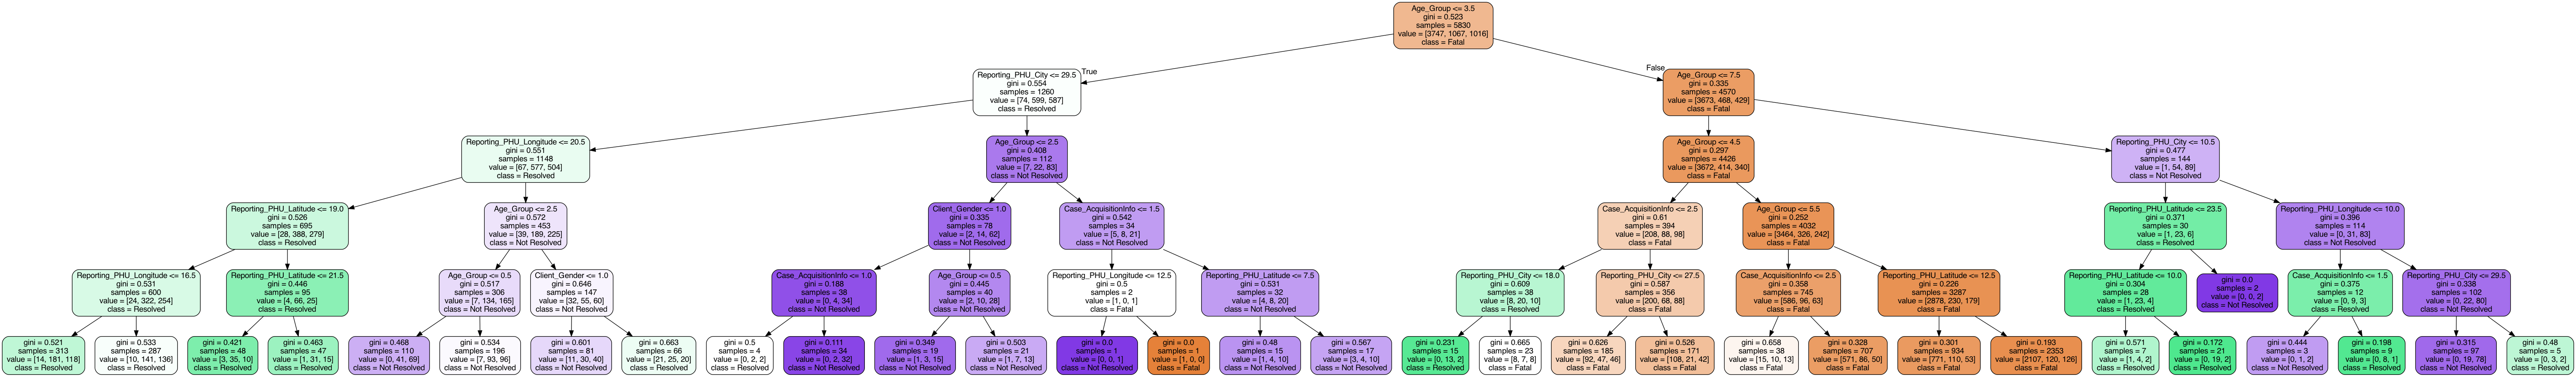 Age_Group <= 3.5
gini = 0.523
samples = 5830
value = [3747, 1067, 1016]
class = Fatal
True
False
Reporting_PHU_City <= 29.5
gini = 0.554
samples = 1260
value = [74, 599, 587]
class = Resolved
Age_Group <= 7.5
gini = 0.335
samples = 4570
value = [3673, 468, 429]
class = Fatal
Reporting_PHU_Longitude <= 20.5
gini = 0.551
samples = 1148
value = [67, 577, 504]
class = Resolved
Age_Group <= 2.5
gini = 0.408
samples = 112
value = [7, 22, 83]
class = Not Resolved
Age_Group <= 4.5
gini = 0.297
samples = 4426
value = [3672, 414, 340]
class = Fatal
Reporting_PHU_City <= 10.5
gini = 0.477
samples = 144
value = [1, 54, 89]
class = Not Resolved
Reporting_PHU_Latitude <= 19.0
gini = 0.526
samples = 695
value = [28, 388, 279]
class = Resolved
Age_Group <= 2.5
gini = 0.572
samples = 453
value = [39, 189, 225]
class = Not Resolved
Client_Gender <= 1.0
gini = 0.335
samples = 78
value = [2, 14, 62]
class = Not Resolved
Case_AcquisitionInfo <= 1.5
gini = 0.542
samples = 34
value = [5, 8, 21]
class = Not Resolved
Case_AcquisitionInfo <= 2.5
gini = 0.61
samples = 394
value = [208, 88, 98]
class = Fatal
Age_Group <= 5.5
gini = 0.252
samples = 4032
value = [3464, 326, 242]
class = Fatal
Reporting_PHU_Latitude <= 23.5
gini = 0.371
samples = 30
value = [1, 23, 6]
class = Resolved
Reporting_PHU_Longitude <= 10.0
gini = 0.396
samples = 114
value = [0, 31, 83]
class = Not Resolved
Reporting_PHU_Longitude <= 16.5
gini = 0.531
samples = 600
value = [24, 322, 254]
class = Resolved
Reporting_PHU_Latitude <= 21.5
gini = 0.446
samples = 95
value = [4, 66, 25]
class = Resolved
Age_Group <= 0.5
gini = 0.517
samples = 306
value = [7, 134, 165]
class = Not Resolved
Client_Gender <= 1.0
gini = 0.646
samples = 147
value = [32, 55, 60]
class = Not Resolved
Case_AcquisitionInfo <= 1.0
gini = 0.188
samples = 38
value = [0, 4, 34]
class = Not Resolved
Age_Group <= 0.5
gini = 0.445
samples = 40
value = [2, 10, 28]
class = Not Resolved
Reporting_PHU_Longitude <= 12.5
gini = 0.5
samples = 2
value = [1, 0, 1]
class = Fatal
Reporting_PHU_Latitude <= 7.5
gini = 0.531
samples = 32
value = [4, 8, 20]
class = Not Resolved
Reporting_PHU_City <= 18.0
gini = 0.609
samples = 38
value = [8, 20, 10]
class = Resolved
Reporting_PHU_City <= 27.5
gini = 0.587
samples = 356
value = [200, 68, 88]
class = Fatal
Case_AcquisitionInfo <= 2.5
gini = 0.358
samples = 745
value = [586, 96, 63]
class = Fatal
Reporting_PHU_Latitude <= 12.5
gini = 0.226
samples = 3287
value = [2878, 230, 179]
class = Fatal
Reporting_PHU_Latitude <= 10.0
gini = 0.304
samples = 28
value = [1, 23, 4]
class = Resolved
gini = 0.0
samples = 2
value = [0, 0, 2]
class = Not Resolved
Case_AcquisitionInfo <= 1.5
gini = 0.375
samples = 12
value = [0, 9, 3]
class = Resolved
Reporting_PHU_City <= 29.5
gini = 0.338
samples = 102
value = [0, 22, 80]
class = Not Resolved
gini = 0.521
samples = 313
value = [14, 181, 118]
class = Resolved
gini = 0.533
samples = 287
value = [10, 141, 136]
class = Resolved
gini = 0.421
samples = 48
value = [3, 35, 10]
class = Resolved
gini = 0.463
samples = 47
value = [1, 31, 15]
class = Resolved
gini = 0.468
samples = 110
value = [0, 41, 69]
class = Not Resolved
gini = 0.534
samples = 196
value = [7, 93, 96]
class = Not Resolved
gini = 0.601
samples = 81
value = [11, 30, 40]
class = Not Resolved
gini = 0.663
samples = 66
value = [21, 25, 20]
class = Resolved
gini = 0.5
samples = 4
value = [0, 2, 2]
class = Resolved
gini = 0.111
samples = 34
value = [0, 2, 32]
class = Not Resolved
gini = 0.349
samples = 19
value = [1, 3, 15]
class = Not Resolved
gini = 0.503
samples = 21
value = [1, 7, 13]
class = Not Resolved
gini = 0.0
samples = 1
value = [0, 0, 1]
class = Not Resolved
gini = 0.0
samples = 1
value = [1, 0, 0]
class = Fatal
gini = 0.48
samples = 15
value = [1, 4, 10]
class = Not Resolved
gini = 0.567
samples = 17
value = [3, 4, 10]
class = Not Resolved
gini = 0.231
samples = 15
value = [0, 13, 2]
class = Resolved
gini = 0.665
samples = 23
value = [8, 7, 8]
class = Fatal
gini = 0.626
samples = 185
value = [92, 47, 46]
class = Fatal
gini = 0.526
samples = 171
value = [108, 21, 42]
class = Fatal
gini = 0.658
samples = 38
value = [15, 10, 13]
class = Fatal
gini = 0.328
samples = 707
value = [571, 86, 50]
class = Fatal
gini = 0.301
samples = 934
value = [771, 110, 53]
class = Fatal
gini = 0.193
samples = 2353
value = [2107, 120, 126]
class = Fatal
gini = 0.571
samples = 7
value = [1, 4, 2]
class = Resolved
gini = 0.172
samples = 21
value = [0, 19, 2]
class = Resolved
gini = 0.444
samples = 3
value = [0, 1, 2]
class = Not Resolved
gini = 0.198
samples = 9
value = [0, 8, 1]
class = Resolved
gini = 0.315
samples = 97
value = [0, 19, 78]
class = Not Resolved
gini = 0.48
samples = 5
value = [0, 3, 2]
class = Resolved